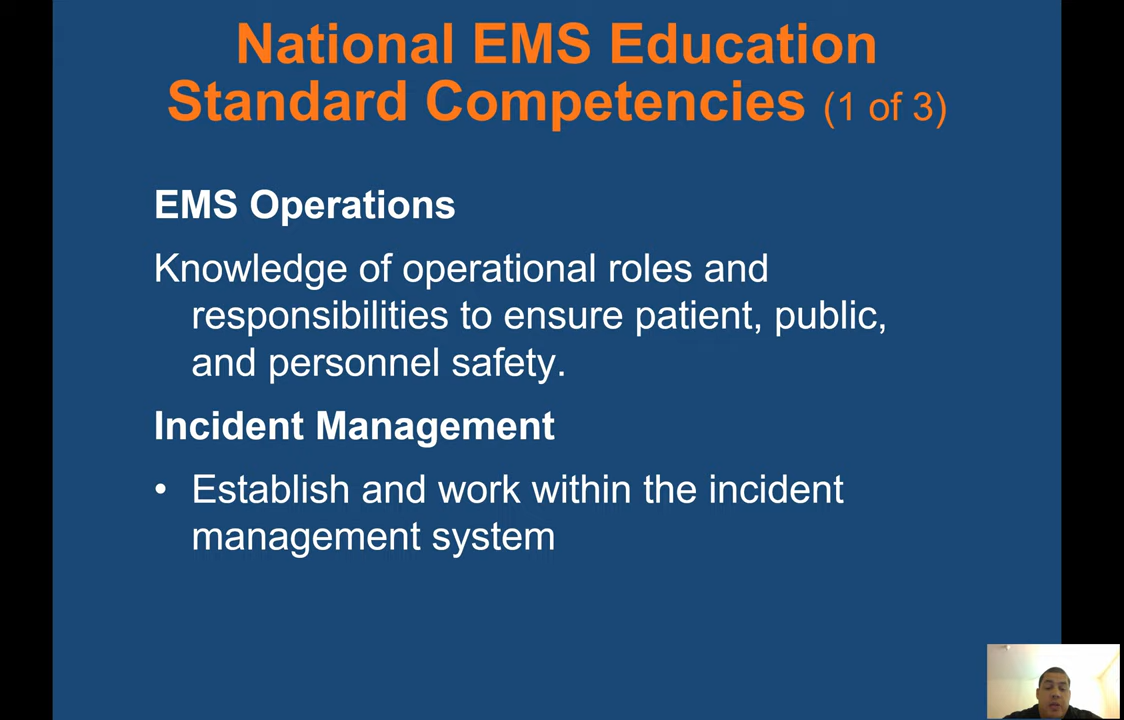 National EMS Education
Standard Competencies (1 of 3)
EMS Operations
Knowledge of operational roles and
responsibilities to ensure patient, public,
and personnel safety.
Incident Management
• Establish and work within the incident
management system